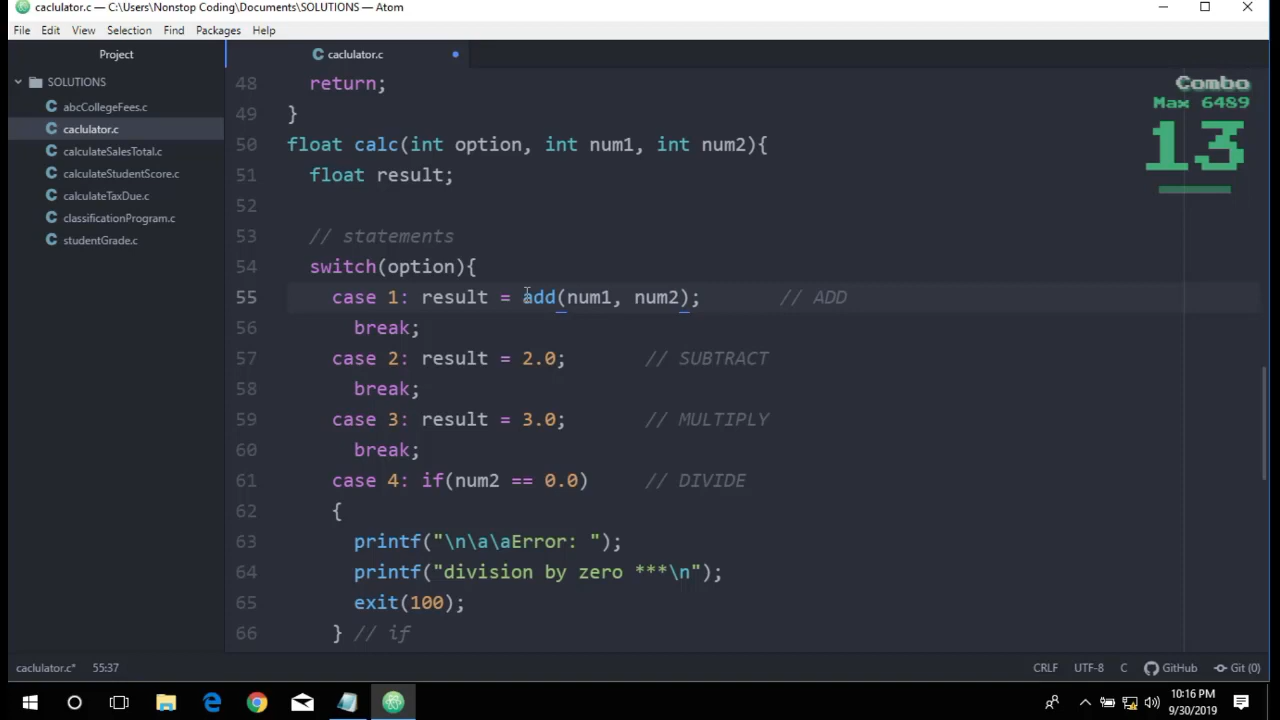 caclulator.c — C:\Users\Nonstop Coding\Documents\SOLUTIONS — Atom
File Edit View Selection Find Packages Help
Project
caclulator.c
SOLUTIONS
abcCollegeFees.c
caclulator.c
calculateSalesTotal.c
calculateStudentScore.c
calculateTaxDue.c
classificationProgram.c
studentGrade.c
Combo
Max 6489
13
48 return;
49 }
50 float calc(int option, int num1, int num2){
51 float result;
52
53 // statements
54 switch(option){
55 case 1: result = add(num1, num2); // ADD
56 break;
57 case 2: result = 2.0; // SUBTRACT
58 break;
59 case 3: result = 3.0; // MULTIPLY
60 break;
61 case 4: if(num2 == 0.0) // DIVIDE
62 {
63 printf("\n\a\aError: ");
64 printf("division by zero ***\n");
65 exit(100);
66 } // if
caclulator.c* 55:37 CRLF UTF-8 C GitHub Git (0)
10:16 PM
9/30/2019